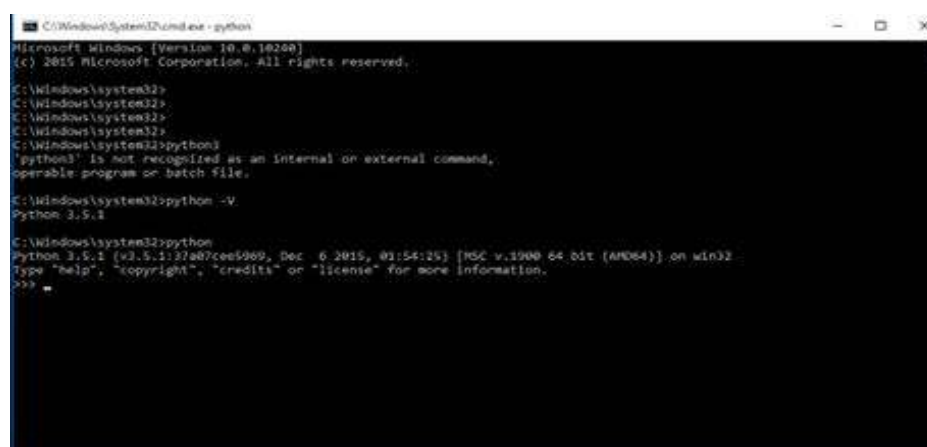 C:\Windows\System32\cmd.exe - python
Microsoft Windows [Version 10.0.10240]
(c) 2015 Microsoft Corporation. All rights reserved.
C:\Windows\system32>
C:\Windows\system32>
C:\Windows\system32>
C:\Windows\system32>
C:\Windows\system32>python3
'python3' is not recognized as an internal or external command,
operable program or batch file.
C:\Windows\system32>python -V
Python 3.5.1
C:\Windows\system32>python
Python 3.5.1 (v3.5.1:37a07cee5969, Dec  6 2015, 01:54:25) [MSC v.1900 64 bit (AMD64)] on win32
Type "help", "copyright", "credits" or "license" for more information.
>>>